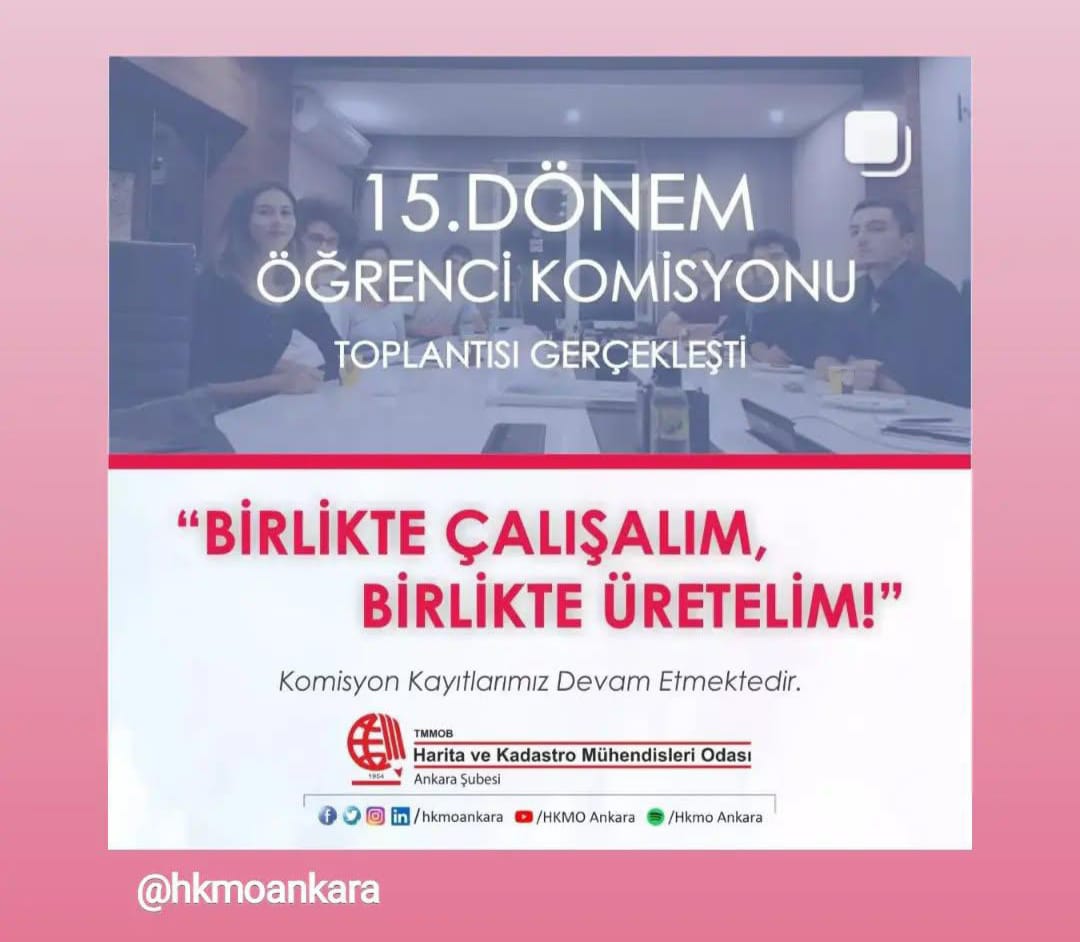 15.DÖNEM
ÖĞRENCİ KOMİSYONU
TOPLANTISI GERÇEKLEŞTİ
“BİRLİKTE ÇALIŞALIM,
BİRLİKTE ÜRETELİM!”
Komisyon Kayıtlarımız Devam Etmektedir.
TMMOB
Harita ve Kadastro Mühendisleri Odası
1954
Ankara Şubesi
/hkmoankara /HKMO Ankara /Hkmo Ankara
@hkmoankara